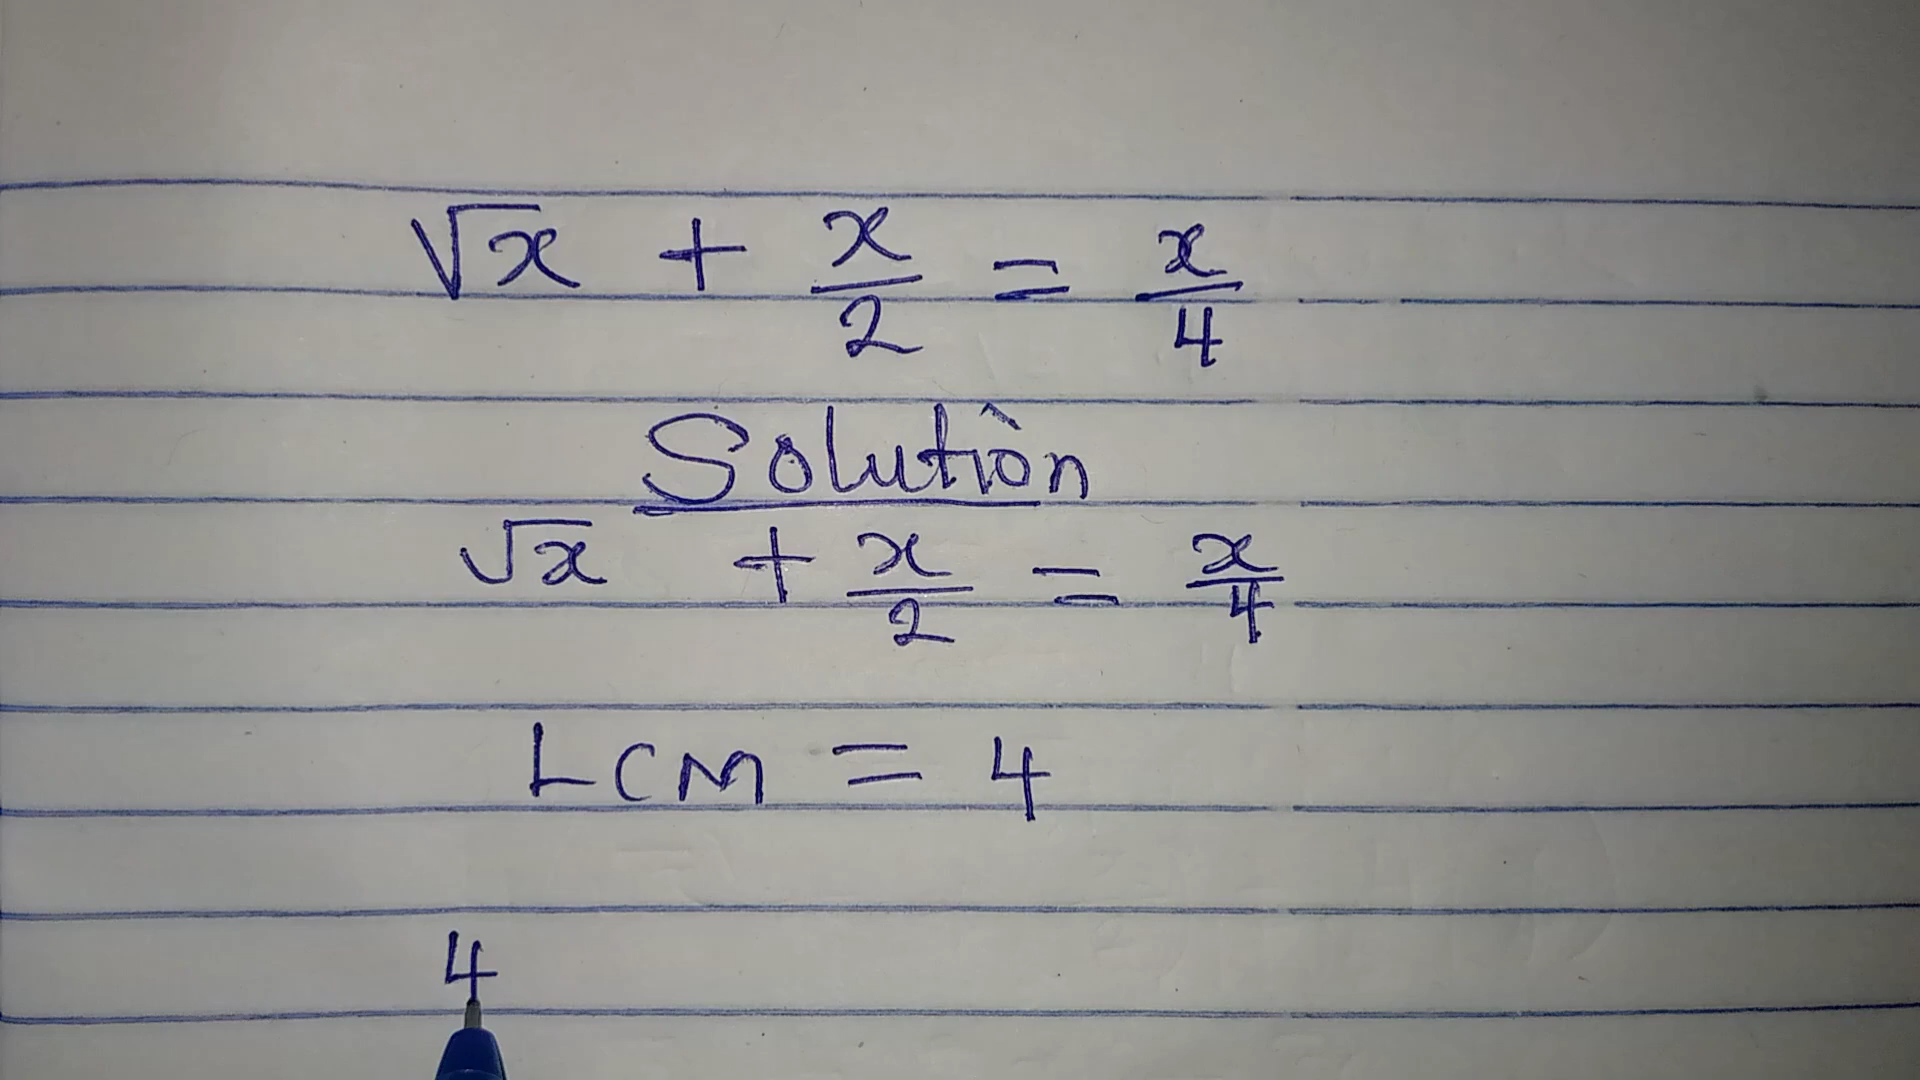 √x + x/2 = x/4
Solution
√x + x/2 = x/4
LCM = 4
4